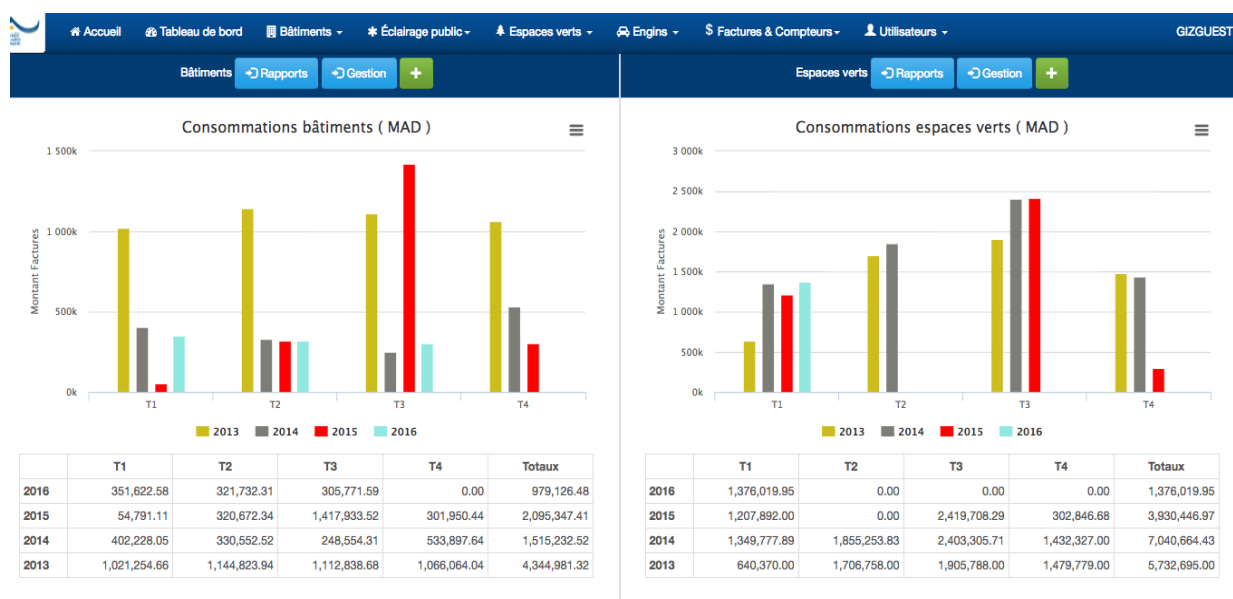 Accueil Tableau de bord Bâtiments Éclairage public Espaces verts Engins $ Factures & Compteurs Utilisateurs GIZGUEST
Bâtiments Rapports Gestion +
Consommations bâtiments ( MAD )
Montant Factures
1 500k
1 000k
500k
0k
T1 T2 T3 T4
2013 2014 2015 2016
T1 T2 T3 T4 Totaux
2016 351,622.58 321,732.31 305,771.59 0.00 979,126.48
2015 54,791.11 320,672.34 1,417,933.52 301,950.44 2,095,347.41
2014 402,228.05 330,552.52 248,554.31 533,897.64 1,515,232.52
2013 1,021,254.66 1,144,823.94 1,112,838.68 1,066,064.04 4,344,981.32
Espaces verts Rapports Gestion +
Consommations espaces verts ( MAD )
Montant Factures
3 000k
2 500k
2 000k
1 500k
1 000k
500k
0k
T1 T2 T3 T4
2013 2014 2015 2016
T1 T2 T3 T4 Totaux
2016 1,376,019.95 0.00 0.00 0.00 1,376,019.95
2015 1,207,892.00 0.00 2,419,708.29 302,846.68 3,930,446.97
2014 1,349,777.89 1,855,253.83 2,403,305.71 1,432,327.00 7,040,664.43
2013 640,370.00 1,706,758.00 1,905,788.00 1,479,779.00 5,732,695.00